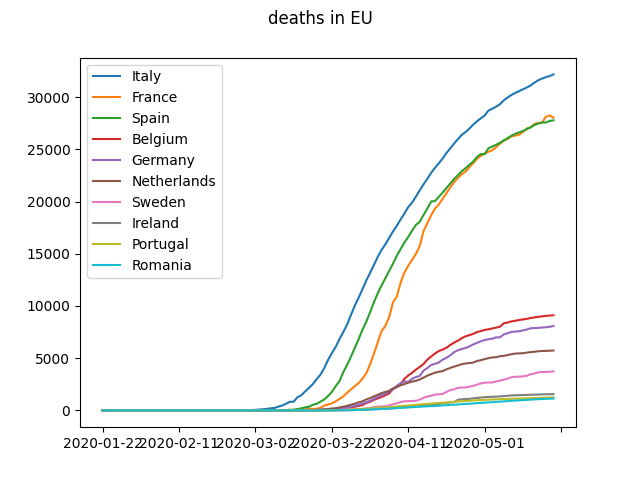 deaths in EU
Italy
France
Spain
Belgium
Germany
Netherlands
Sweden
Ireland
Portugal
Romania
30000
25000
20000
15000
10000
5000
0
2020-01-22 2020-02-11 2020-03-02 2020-03-22 2020-04-11 2020-05-01